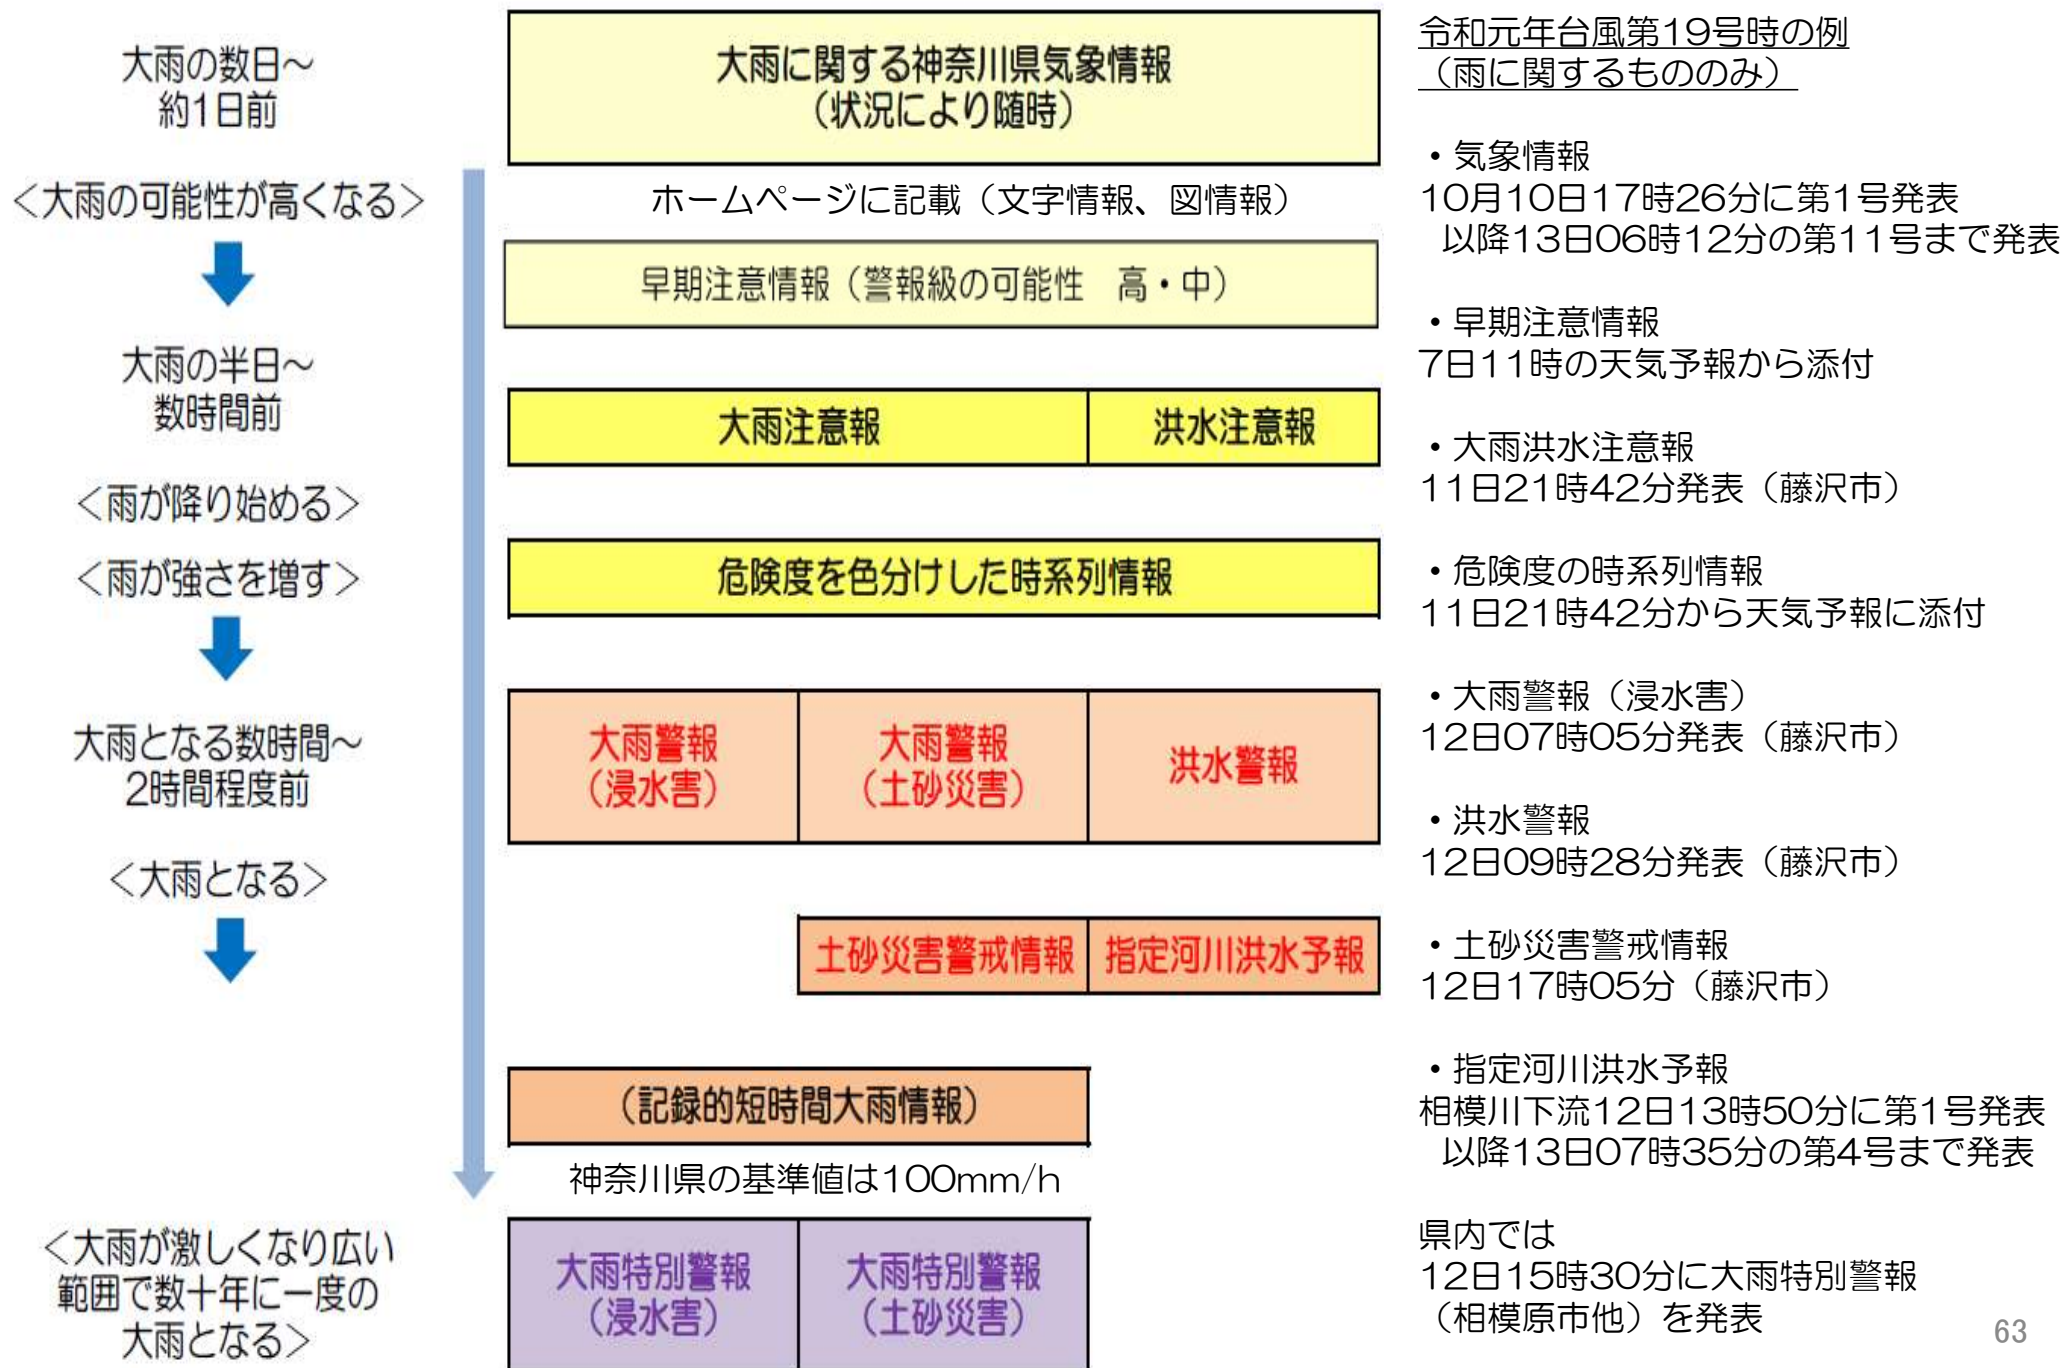 大雨の数日～
約1日前
＜大雨の可能性が高くなる＞
大雨の半日～
数時間前
＜雨が降り始める＞
＜雨が強さを増す＞
大雨となる数時間～
2時間程度前
＜大雨となる＞
＜大雨が激しくなり広い
範囲で数十年に一度の
大雨となる＞
大雨に関する神奈川県気象情報
（状況により随時）
ホームページに記載（文字情報、図情報）
早期注意情報（警報級の可能性　高・中）
大雨注意報
洪水注意報
危険度を色分けした時系列情報
大雨警報
（浸水害）
大雨警報
（土砂災害）
洪水警報
土砂災害警戒情報
指定河川洪水予報
（記録的短時間大雨情報）
神奈川県の基準値は100mm/h
大雨特別警報
（浸水害）
大雨特別警報
（土砂災害）
令和元年台風第19号時の例
（雨に関するもののみ）
・気象情報
10月10日17時26分に第1号発表
以降13日06時12分の第11号まで発表
・早期注意情報
7日11時の天気予報から添付
・大雨洪水注意報
11日21時42分発表（藤沢市）
・危険度の時系列情報
11日21時42分から天気予報に添付
・大雨警報（浸水害）
12日07時05分発表（藤沢市）
・洪水警報
12日09時28分発表（藤沢市）
・土砂災害警戒情報
12日17時05分（藤沢市）
・指定河川洪水予報
相模川下流12日13時50分に第1号発表
以降13日07時35分の第4号まで発表
県内では
12日15時30分に大雨特別警報
（相模原市他）を発表
63